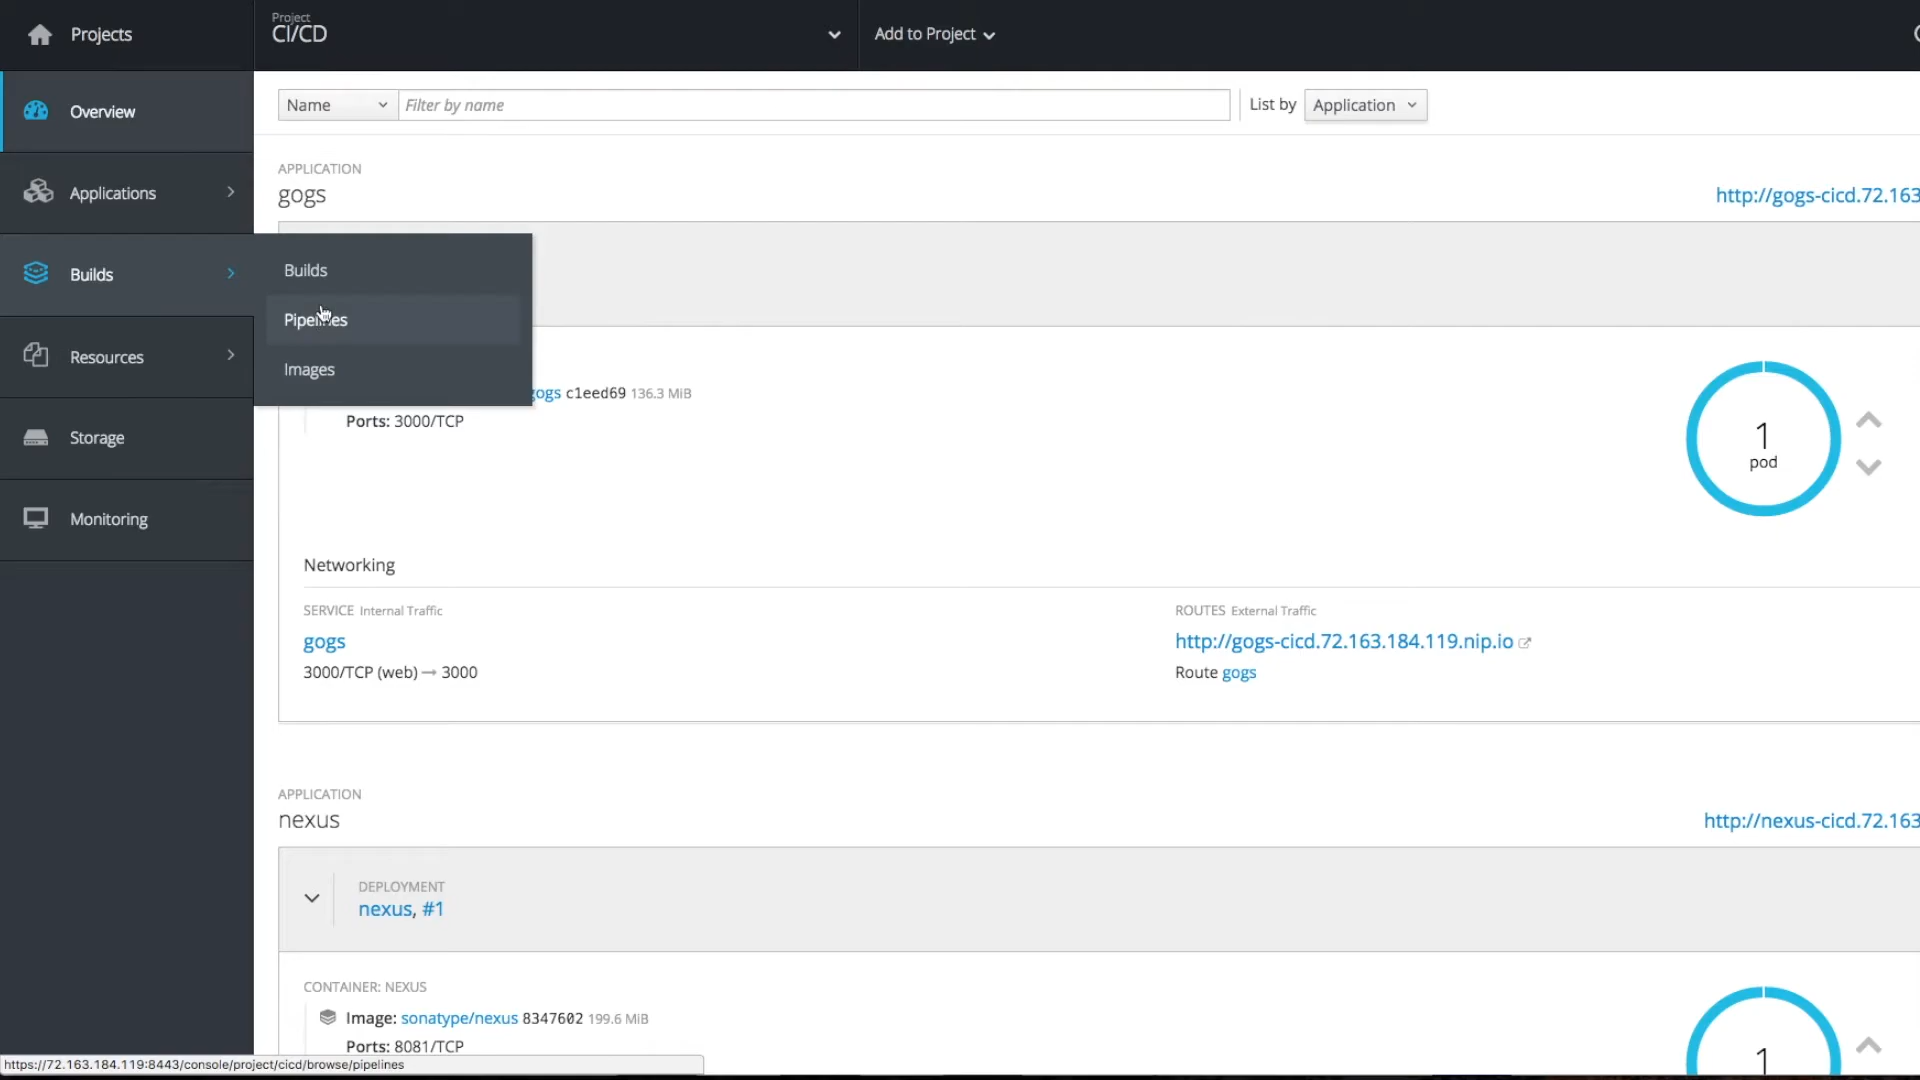 Projects
Project
CI/CD
Add to Project
Overview
Applications
Builds
Resources
Storage
Monitoring
Name
Filter by name
List by
Application
APPLICATION
gogs
http://gogs-cicd.72.163
Builds
Pipelines
Images
gogs c1eed69 136.3 MiB
Ports: 3000/TCP
1
pod
Networking
SERVICE Internal Traffic
gogs
3000/TCP (web) → 3000
ROUTES External Traffic
http://gogs-cicd.72.163.184.119.nip.io
Route gogs
APPLICATION
nexus
http://nexus-cicd.72.163
DEPLOYMENT
nexus, #1
CONTAINER: NEXUS
Image: sonatype/nexus 8347602 199.6 MiB
Ports: 8081/TCP
1
https://72.163.184.119:8443/console/project/cicd/browse/pipelines